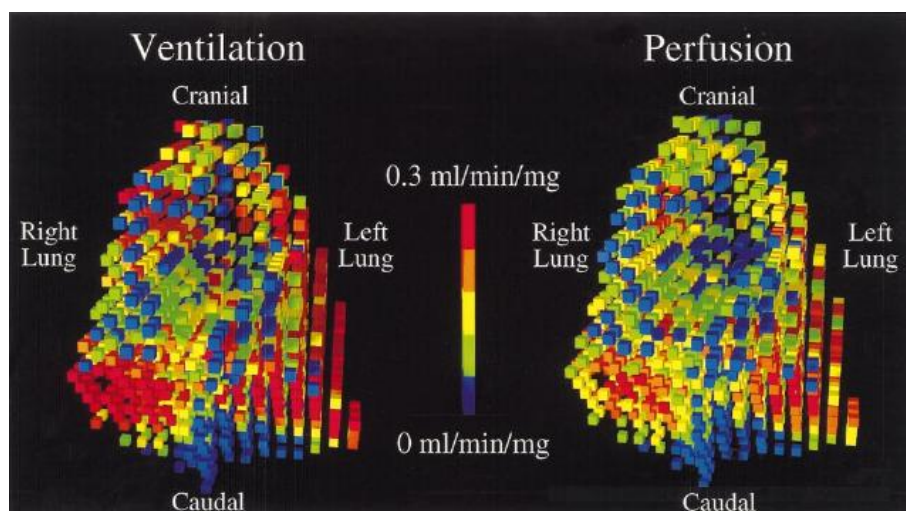 Ventilation
Cranial
Right
Lung
Left
Lung
Caudal
0.3 ml/min/mg
0 ml/min/mg
Perfusion
Cranial
Right
Lung
Left
Lung
Caudal